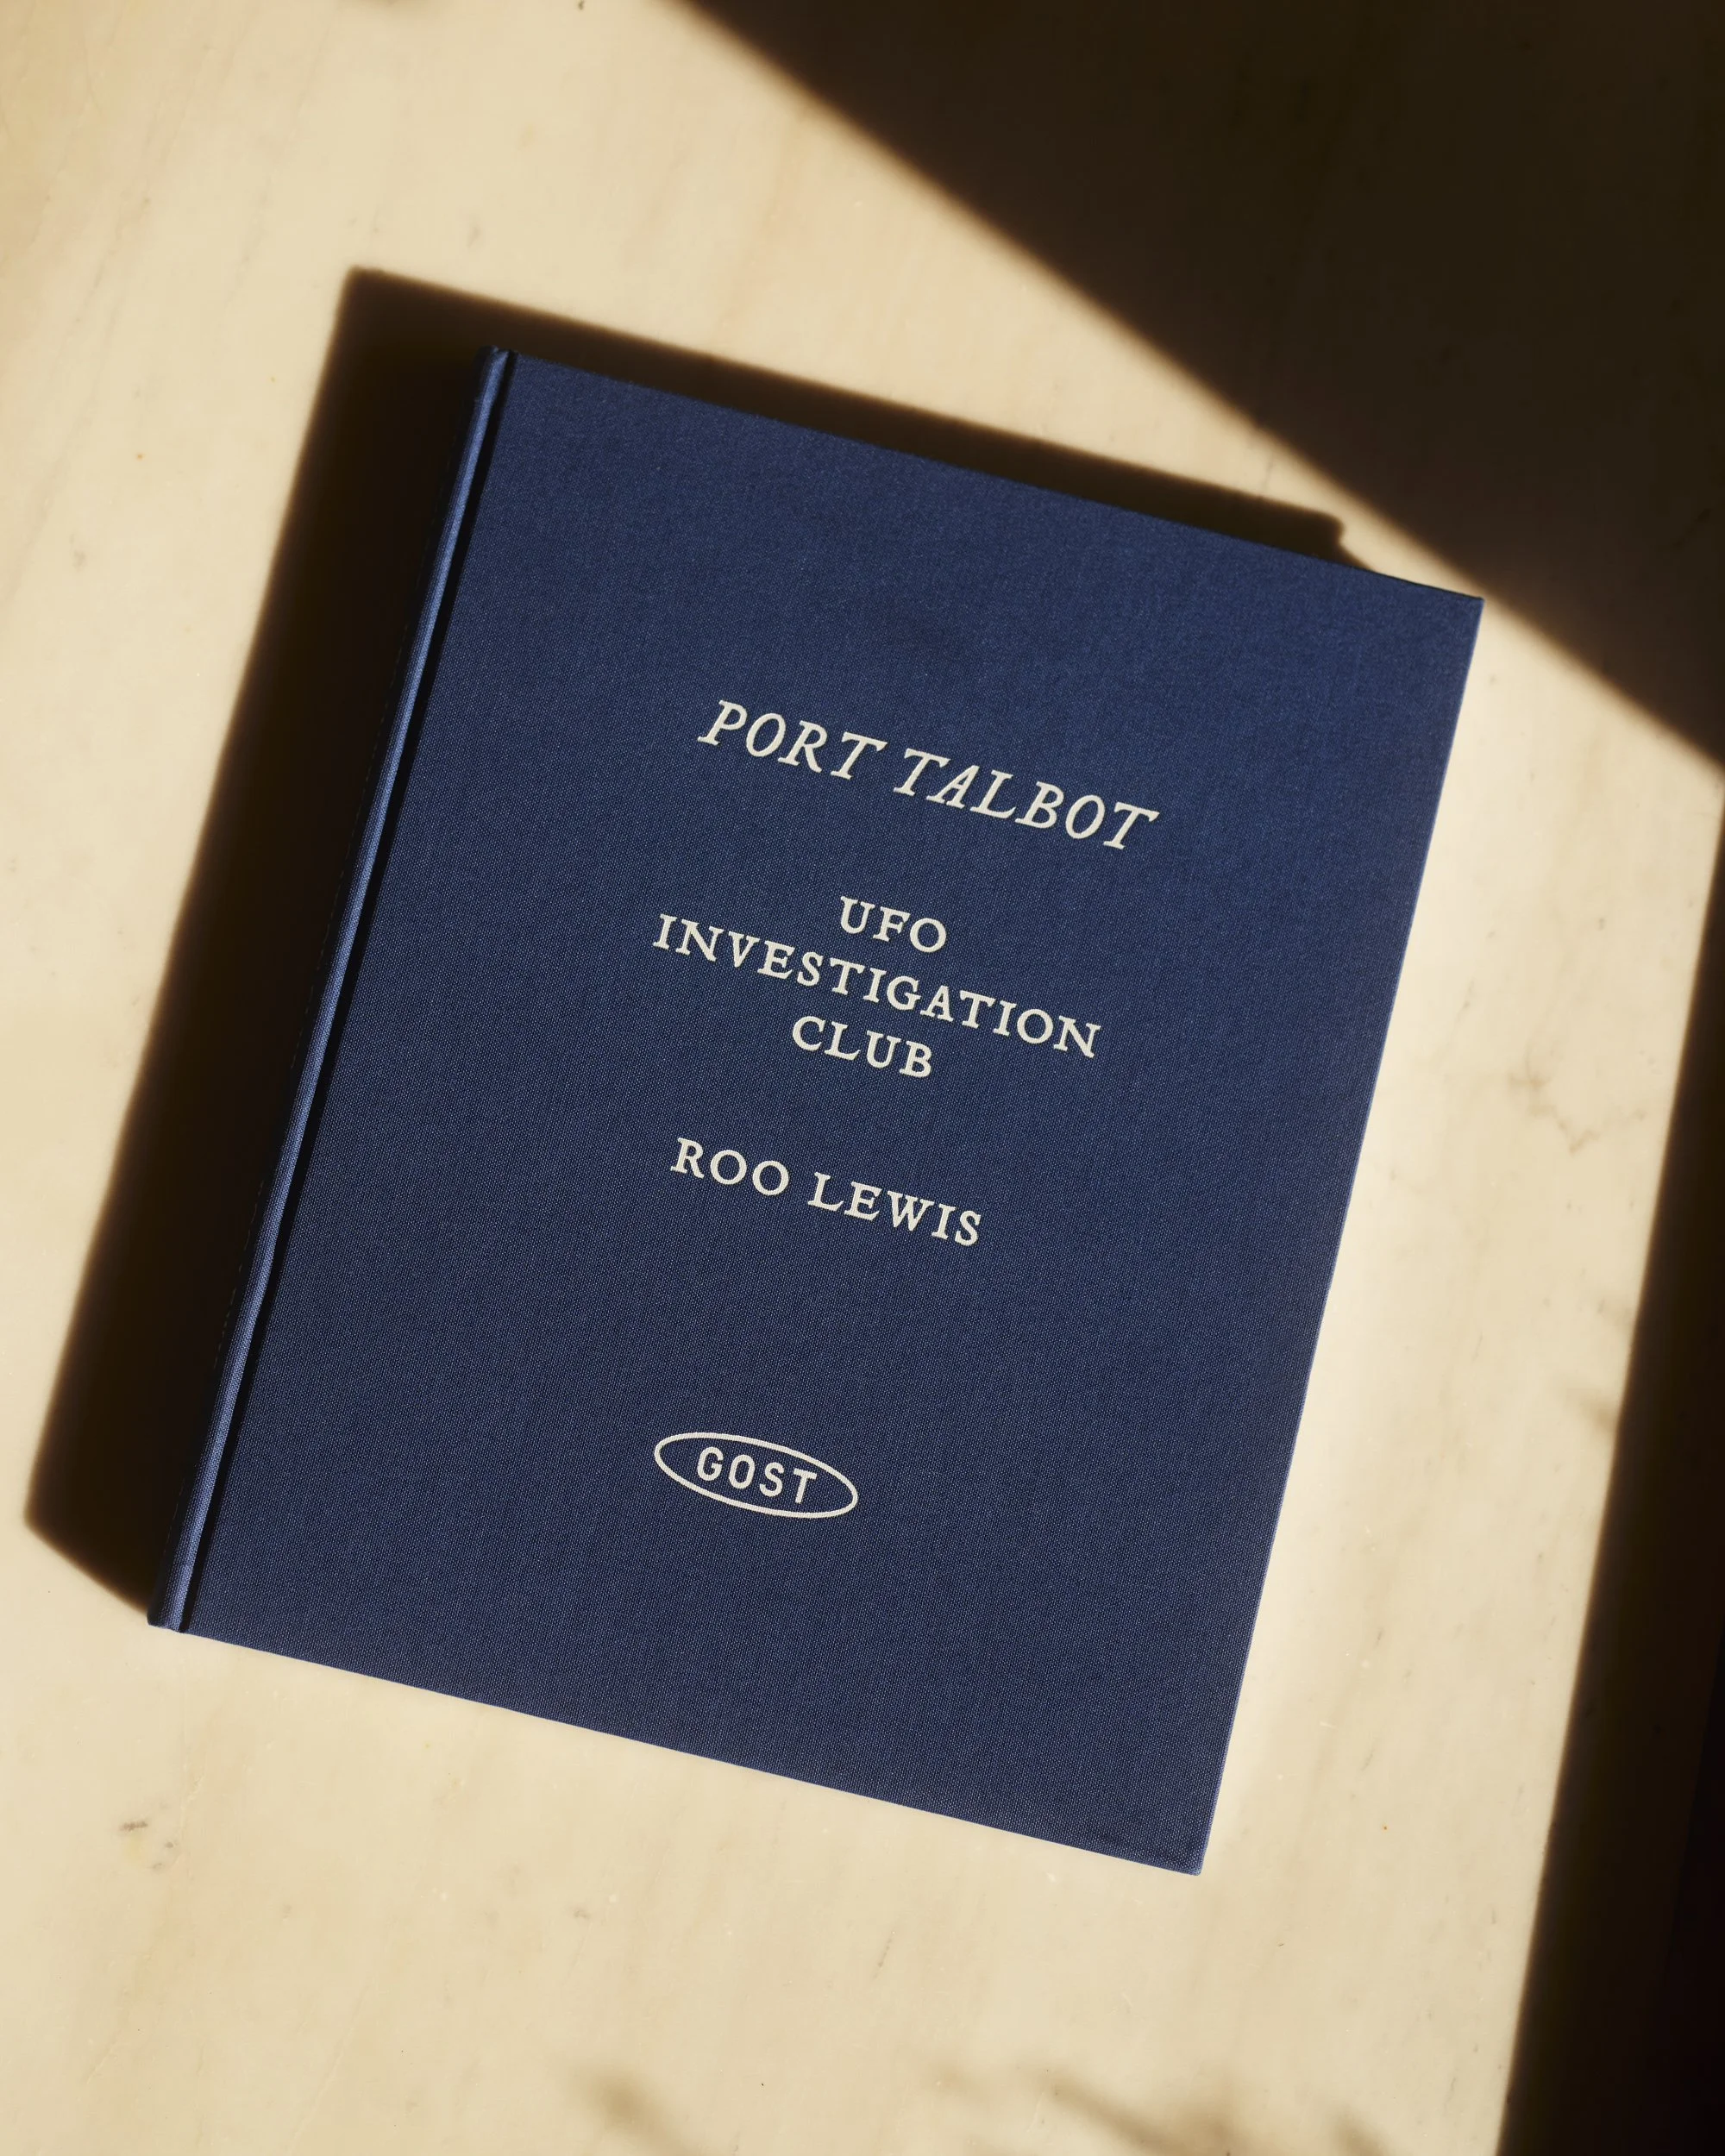 PORT TALBOT
UFO
INVESTIGATION
CLUB
ROO LEWIS
GOST